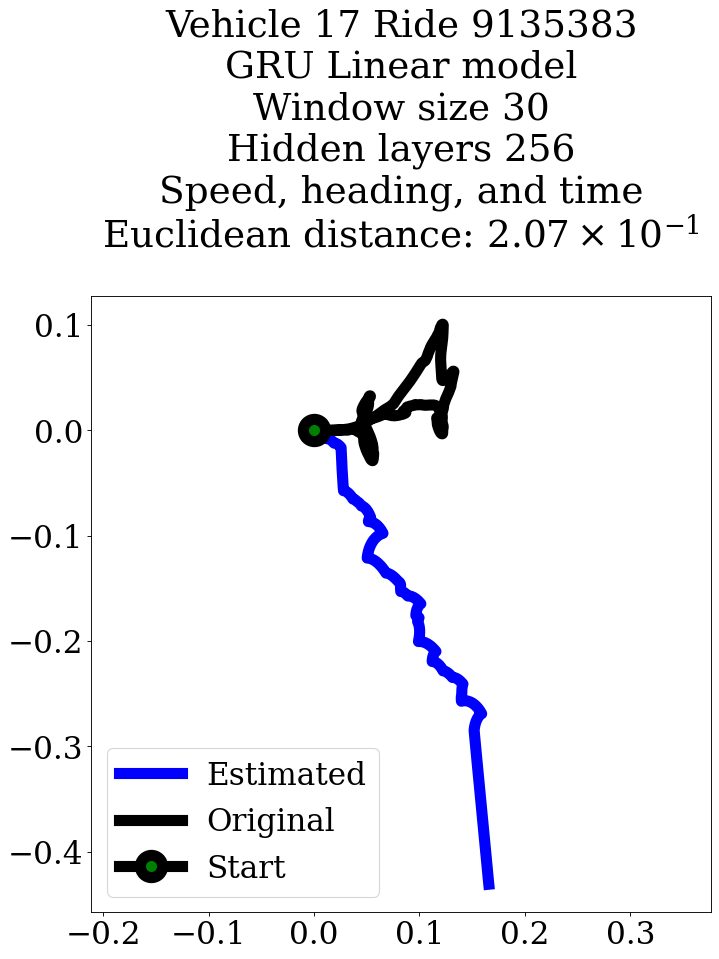 Vehicle 17 Ride 9135383
GRU Linear model
Window size 30
Hidden layers 256
Speed, heading, and time
Euclidean distance: 2.07 × 10⁻¹
0.1
0.0
−0.1
−0.2
−0.3
−0.4
Estimated
Original
Start
−0.2 −0.1 0.0 0.1 0.2 0.3